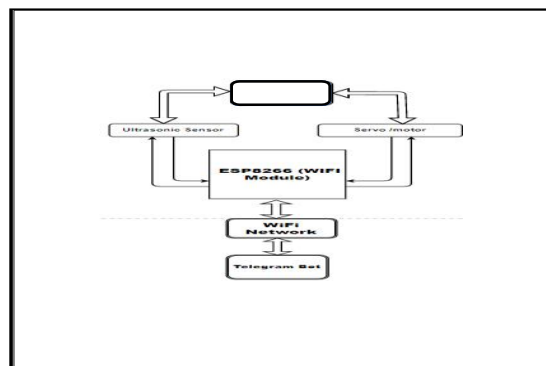 Ultrasonic Sensor
Servo /motor
ESP8266 (WIFI
Module)
WiFi
Network
Telegram Bot